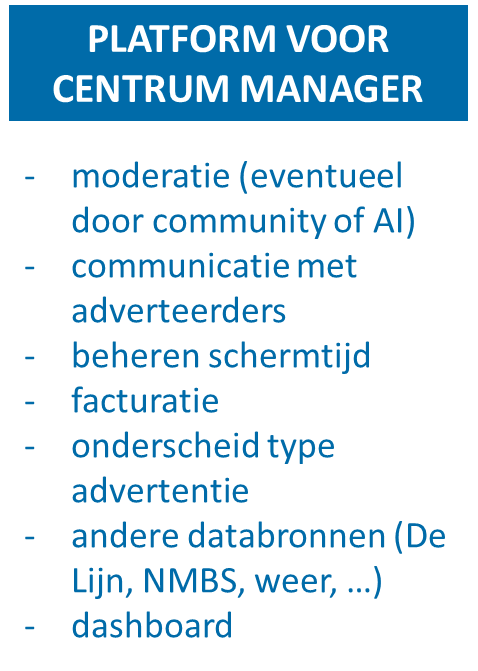 PLATFORM VOOR
CENTRUM MANAGER
- moderatie (eventueel
door community of AI)
- communicatie met
adverteerders
- beheren schermtijd
- facturatie
- onderscheid type
advertentie
- andere databronnen (De
Lijn, NMBS, weer, …)
- dashboard